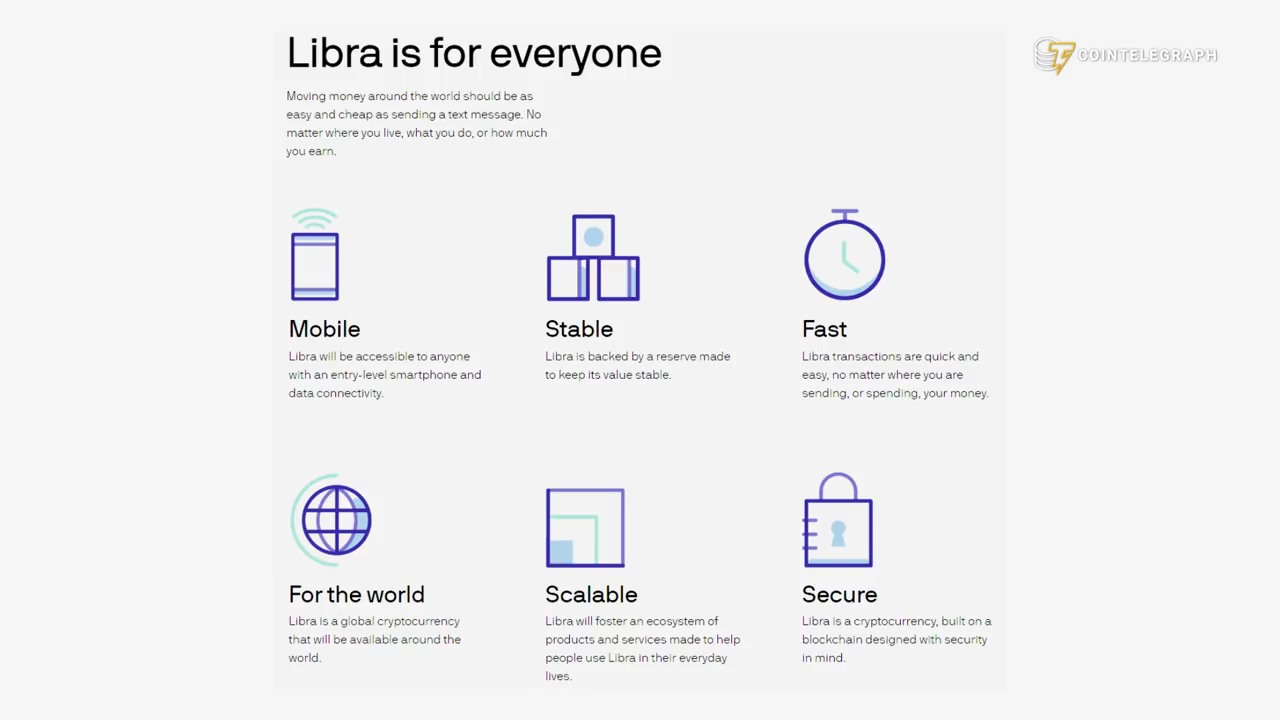 Libra is for everyone
COINTELEGRAPH
Moving money around the world should be as
easy and cheap as sending a text message. No
matter where you live, what you do, or how much
you earn.
Mobile
Libra will be accessible to anyone
with an entry-level smartphone and
data connectivity.
Stable
Libra is backed by a reserve made
to keep its value stable.
Fast
Libra transactions are quick and
easy, no matter where you are
sending, or spending, your money.
For the world
Libra is a global cryptocurrency
that will be available around the
world.
Scalable
Libra will foster an ecosystem of
products and services made to help
people use Libra in their everyday
lives.
Secure
Libra is a cryptocurrency, built on a
blockchain designed with security
in mind.